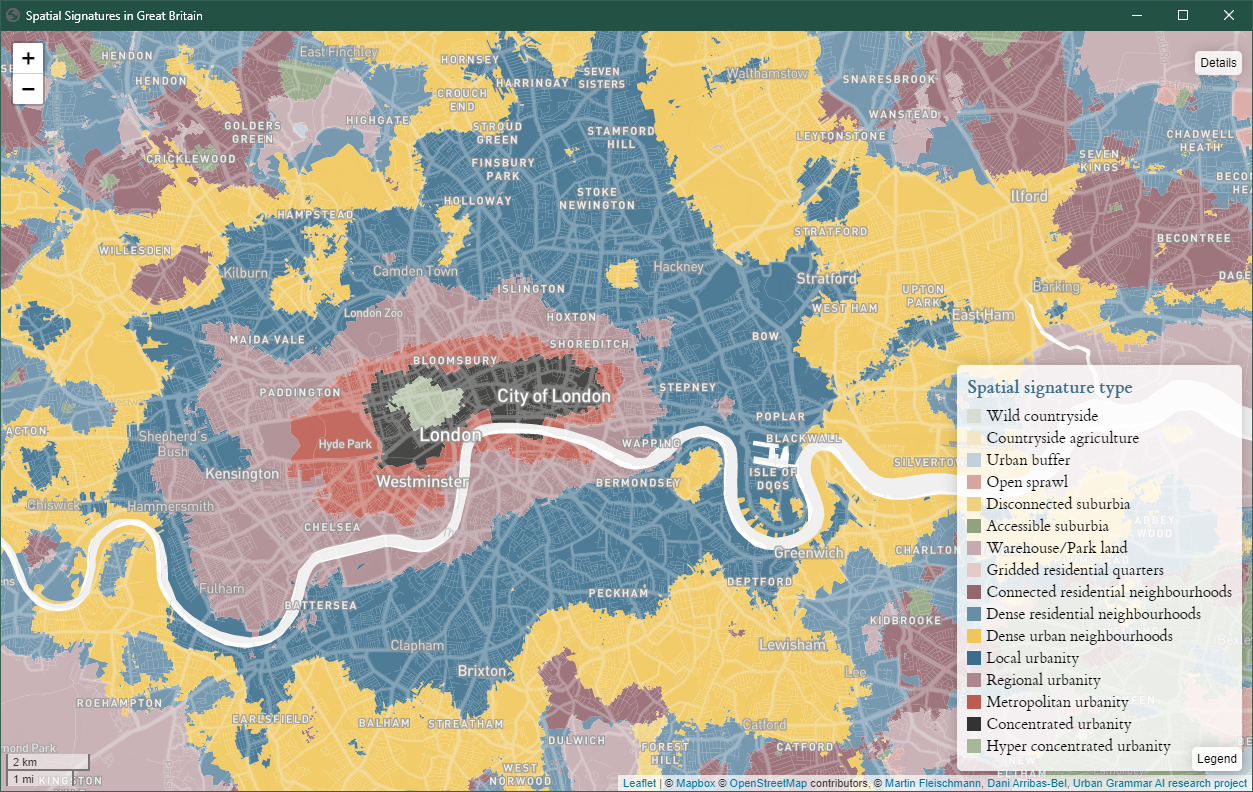 Spatial Signatures in Great Britain
+
−
Details
HENDON
East Finchley
HORNSEY
HENDON
HARRINGAY
SEVEN
SISTERS
Walthamstow
SNARESBROOK
CROUCH
END
WANSTEAD
GOLDERS
GREEN
HIGHGATE
STROUD
GREEN
STAMFORD
HILL
LEYTONSTONE
CHADWELL
HEATH
CRICKLEWOOD
FINSBURY
PARK
SEVEN
KINGS
HOLLOWAY
STOKE
NEWINGTON
Ilford
HAMPSTEAD
WILLESDEN
STRATFORD
BECONTREE
Kilburn
Camden Town
Hackney
Stratford
DAGE
ISLINGTON
UPTON
PARK
Barking
London Zoo
HOXTON
WEST HAM
East Ham
MAIDA VALE
SHOREDITCH
BOW
BLOOMSBURY
PADDINGTON
City of London
STEPNEY
ACTON
Shepherd's
Bush
Hyde Park
London
POPLAR
BLACKWALL
WAPPING
Kensington
Westminster
BERMONDSEY
ISLE OF
DOGS
SILVERTOW
Chiswick
Hammersmith
CHELSEA
Greenwich
CHARLTON
ABBEY
WOOD
Fulham
BATTERSEA
PECKHAM
DEPTFORD
KIDBROOKE
Clapham
Lewisham
Brixton
Lee
ROEHAMPTON
EARLSFIELD
BALHAM
STREATHAM
Catford
DULWICH
FOREST
HILL
CATFORD
WEST
NORWOOD
NEW
ELTHAM
mond Park
KINGSTON
Spatial signature type
Wild countryside
Countryside agriculture
Urban buffer
Open sprawl
Disconnected suburbia
Accessible suburbia
Warehouse/Park land
Gridded residential quarters
Connected residential neighbourhoods
Dense residential neighbourhoods
Dense urban neighbourhoods
Local urbanity
Regional urbanity
Metropolitan urbanity
Concentrated urbanity
Hyper concentrated urbanity
Legend
2 km
1 mi
Leaflet | © Mapbox © OpenStreetMap contributors, © Martin Fleischmann, Dani Arribas-Bel, Urban Grammar AI research project